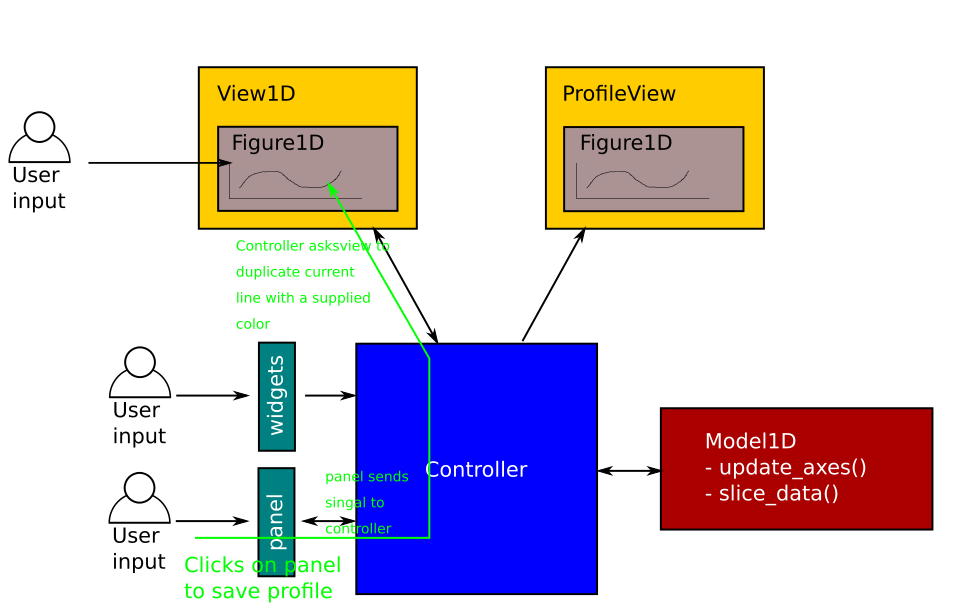 View1D
Figure1D
ProfileView
Figure1D
User
input
Controller asksview to
duplicate current
line with a supplied
color
User
input
widgets
User
input
panel
panel sends
singal to
controller
Controller
Model1D
- update_axes()
- slice_data()
Clicks on panel
to save profile